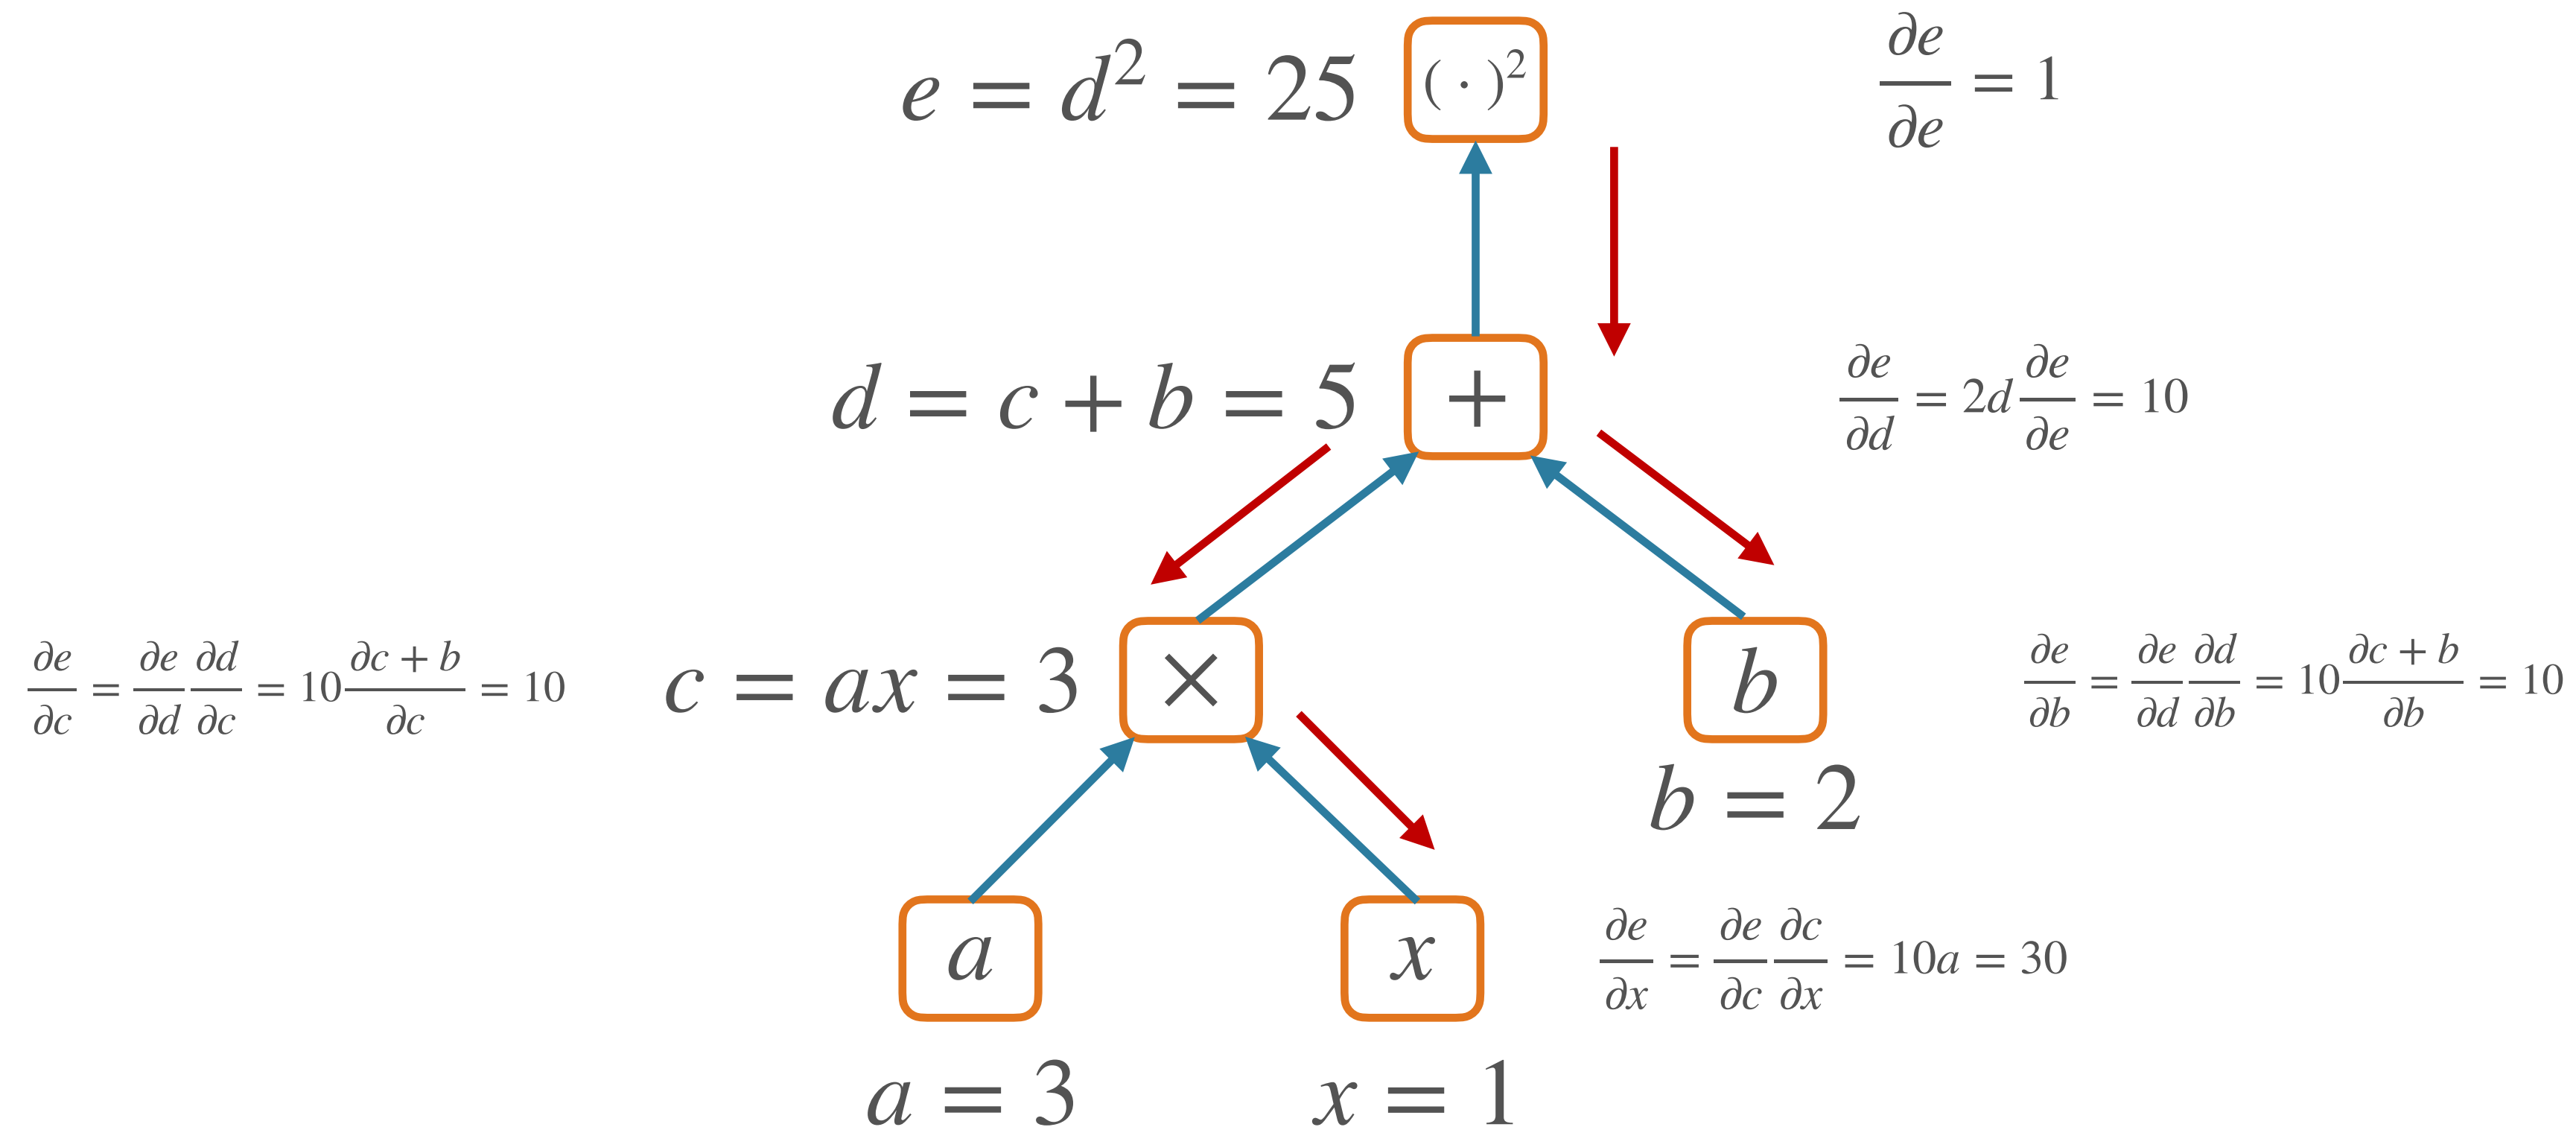 e = d² = 25 ( · )² ∂e/∂e = 1
d = c + b = 5 + ∂e/∂d = 2d ∂e/∂e = 10
∂e/∂c = ∂e/∂d ∂d/∂c = 10 ∂c + b/∂c = 10 c = ax = 3 × b ∂e/∂b = ∂e/∂d ∂d/∂b = 10 ∂c + b/∂b = 10
b = 2
a x ∂e/∂x = ∂e/∂c ∂c/∂x = 10a = 30
a = 3 x = 1